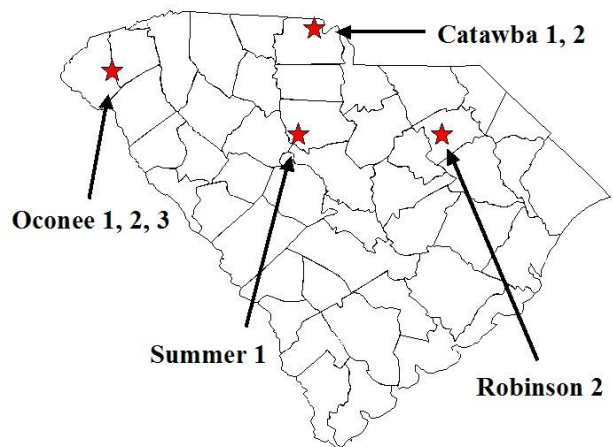 Catawba 1, 2
Oconee 1, 2, 3
Summer 1
Robinson 2